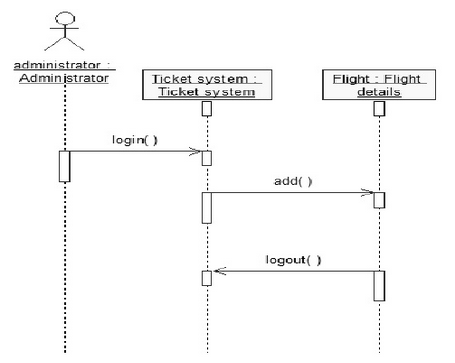 administrator :
Administrator
Ticket system :
Ticket system
Flight : Flight
details
login( )
add( )
logout( )